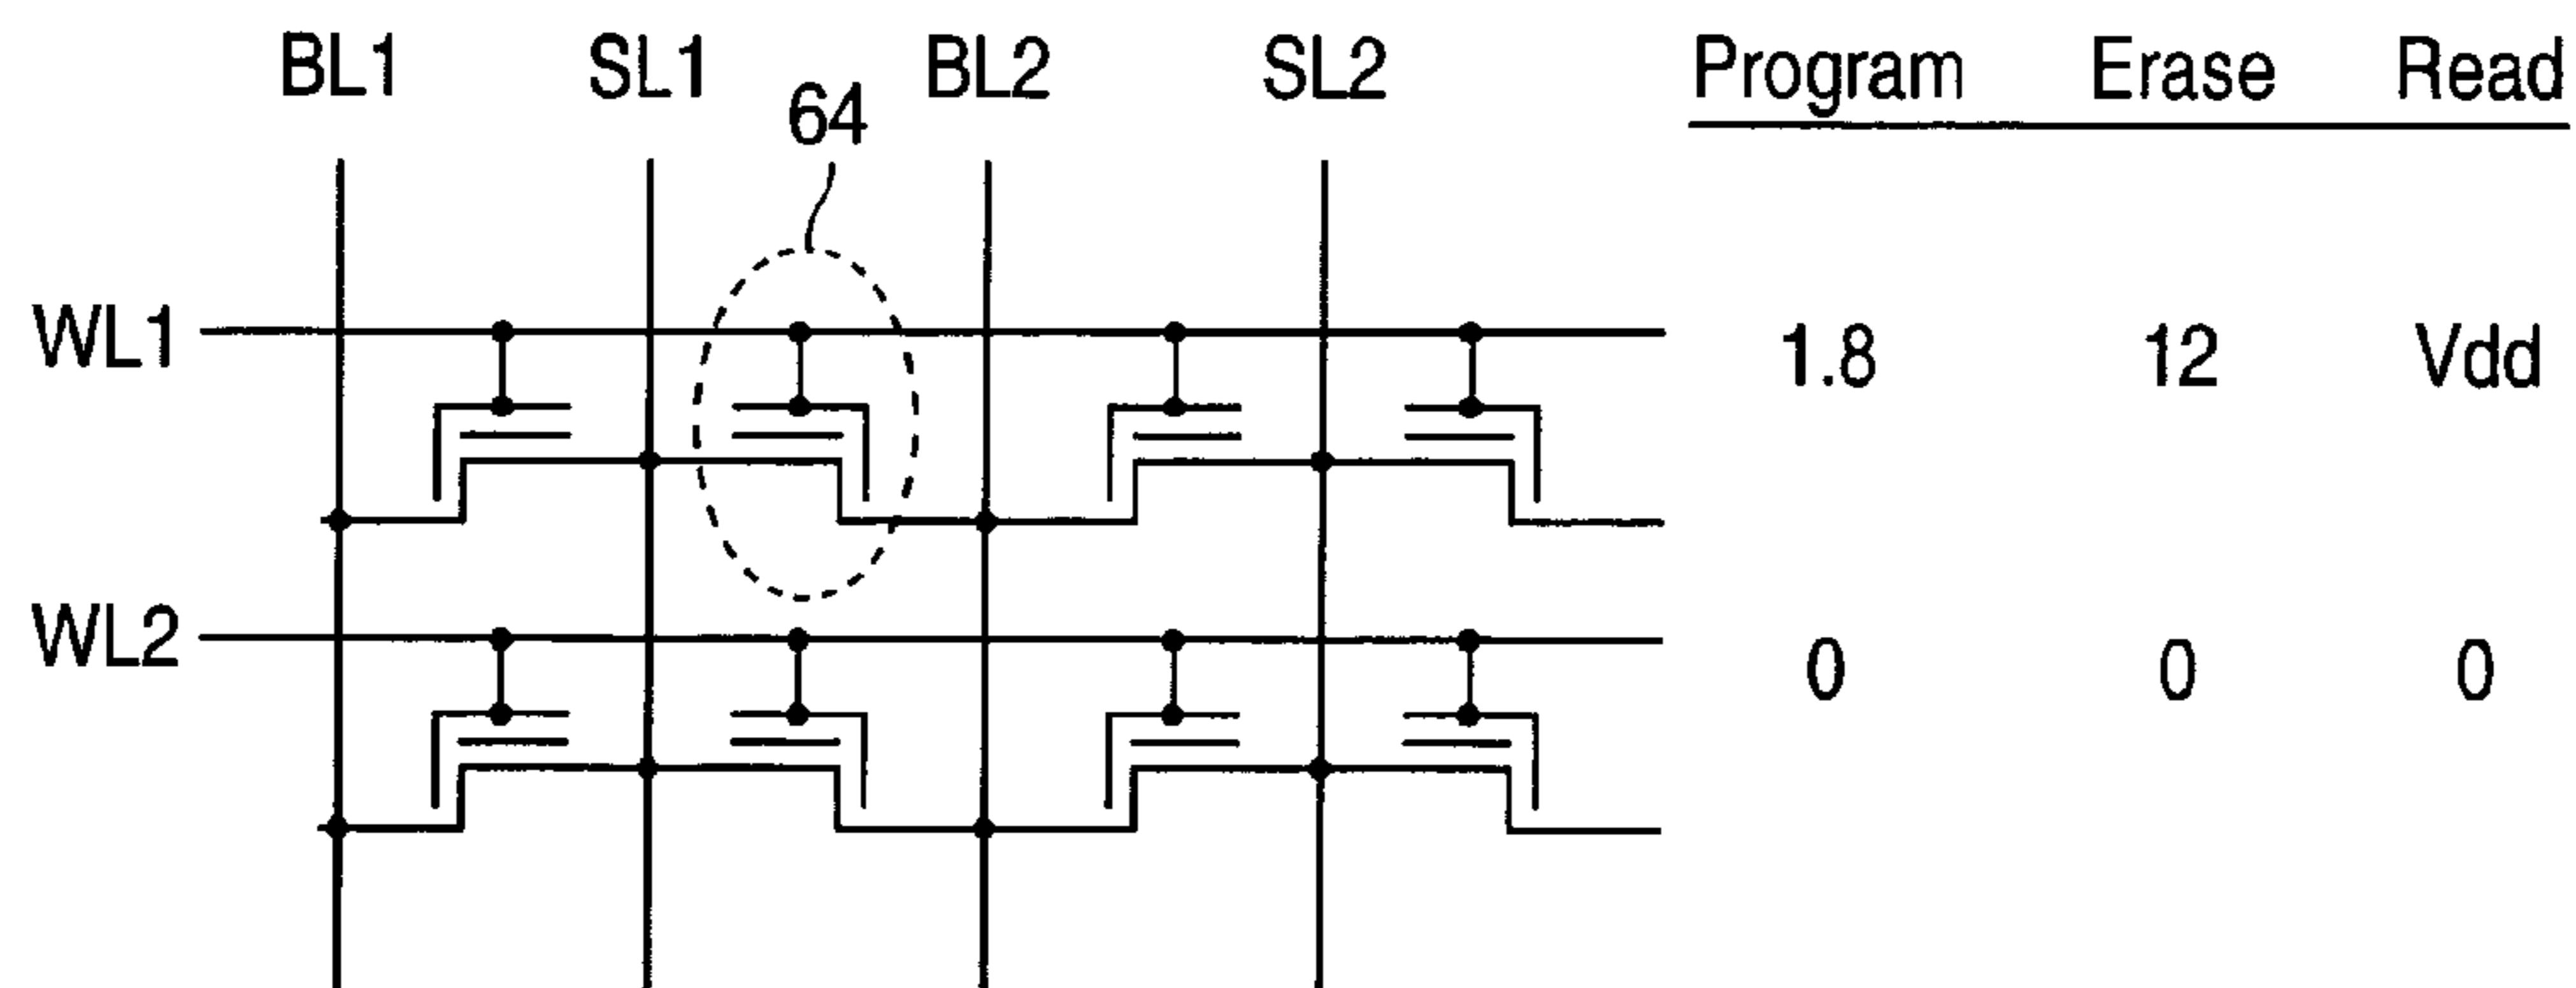 BL1 SL1 BL2 SL2 Program Erase Read
64
WL1 1.8 12 Vdd
WL2 0 0 0